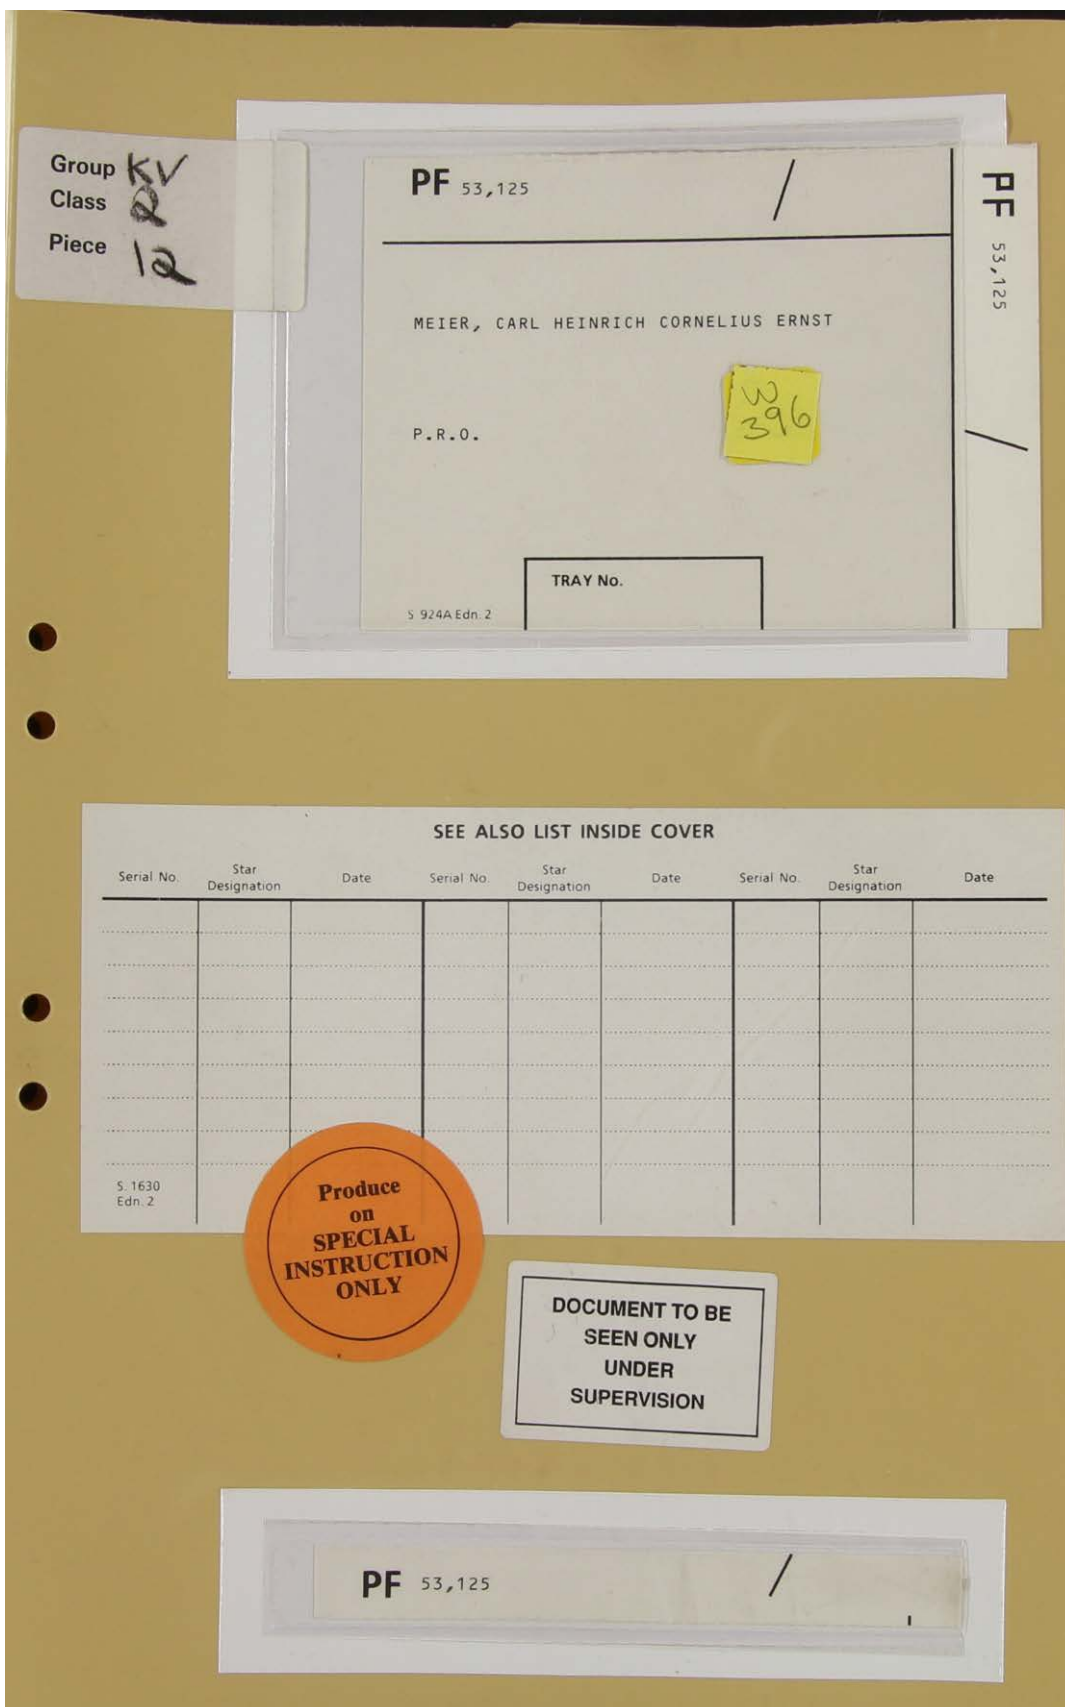 Group KV
Class 2
Piece 12
PF 53,125 /
PF 53,125 /
MEIER, CARL HEINRICH CORNELIUS ERNST
W
396
P.R.O.
TRAY No.
S 924A Edn. 2
SEE ALSO LIST INSIDE COVER
Serial No. Star Designation Date Serial No. Star Designation Date Serial No. Star Designation Date
S. 1630
Edn. 2
Produce
on
SPECIAL
INSTRUCTION
ONLY
DOCUMENT TO BE
SEEN ONLY
UNDER
SUPERVISION
PF 53,125 /